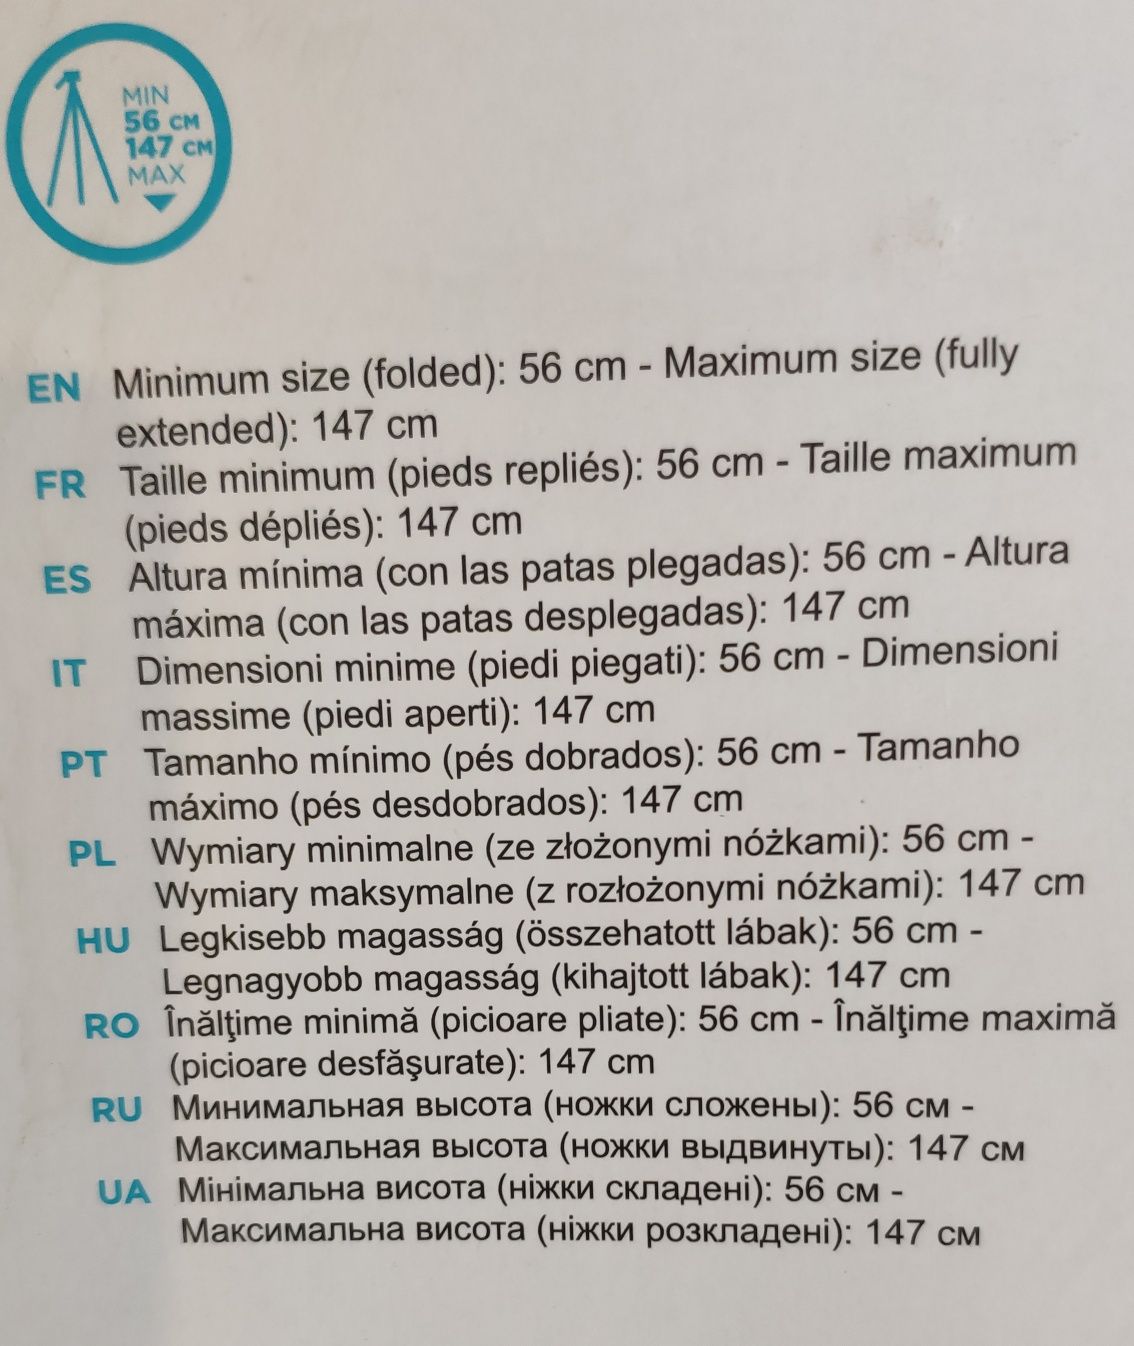 MIN
56 CM
147 CM
MAX
EN Minimum size (folded): 56 cm - Maximum size (fully
extended): 147 cm
FR Taille minimum (pieds repliés): 56 cm - Taille maximum
(pieds dépliés): 147 cm
ES Altura mínima (con las patas plegadas): 56 cm - Altura
máxima (con las patas desplegadas): 147 cm
IT Dimensioni minime (piedi piegati): 56 cm - Dimensioni
massime (piedi aperti): 147 cm
PT Tamanho mínimo (pés dobrados): 56 cm - Tamanho
máximo (pés desdobrados): 147 cm
PL Wymiary minimalne (ze złożonymi nóżkami): 56 cm -
Wymiary maksymalne (z rozłożonymi nóżkami): 147 cm
HU Legkisebb magasság (összehatott lábak): 56 cm -
Legnagyobb magasság (kihajtott lábak): 147 cm
RO Înălţime minimă (picioare pliate): 56 cm - Înălţime maximă
(picioare desfăşurate): 147 cm
RU Минимальная высота (ножки сложены): 56 см -
Максимальная высота (ножки выдвинуты): 147 см
UA Мінімальна висота (ніжки складені): 56 см -
Максимальна висота (ніжки розкладені): 147 см